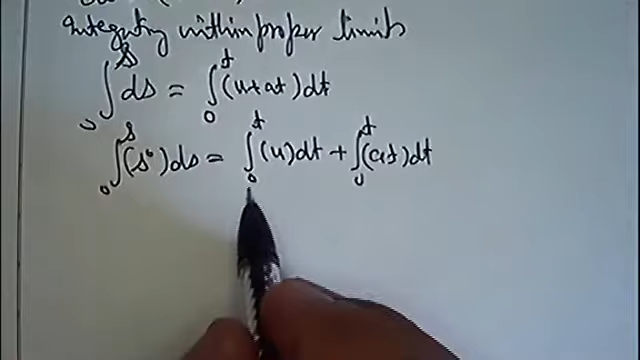 Integrating within proper limits
∫₀ˢ ds = ∫₀ᵗ (u+at) dt
∫₀ˢ (s⁰) ds = ∫₀ᵗ (u) dt + ∫₀ᵗ (at) dt